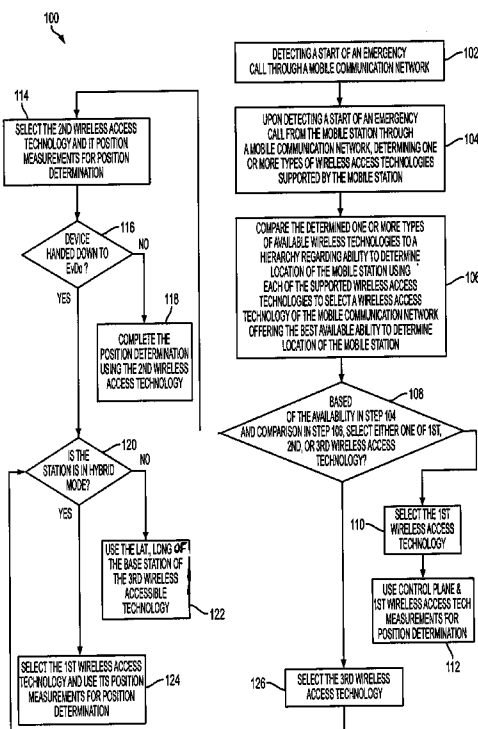 100
DETECTING A START OF AN EMERGENCY
CALL THROUGH A MOBILE COMMUNICATION NETWORK
102
UPON DETECTING A START OF AN EMERGENCY
CALL FROM THE MOBILE STATION THROUGH
A MOBILE COMMUNICATION NETWORK, DETERMINING ONE
OR MORE TYPES OF WIRELESS ACCESS TECHNOLOGIES
SUPPORTED BY THE MOBILE STATION
104
COMPARE THE DETERMINED ONE OR MORE TYPES
OF AVAILABLE WIRELESS TECHNOLOGIES TO A
HIERARCHY REGARDING ABILITY TO DETERMINE
LOCATION OF THE MOBILE STATION USING
EACH OF THE SUPPORTED WIRELESS ACCESS
TECHNOLOGIES TO SELECT A WIRELESS ACCESS
TECHNOLOGY OF THE MOBILE COMMUNICATION NETWORK
OFFERING THE BEST AVAILABLE ABILITY TO DETERMINE
LOCATION OF THE MOBILE STATION
106
BASED
OF THE AVAILABILITY IN STEP 104
AND COMPARISON IN STEP 106, SELECT EITHER ONE OF 1ST,
2ND, OR 3RD WIRELESS ACCESS
TECHNOLOGY?
108
110
SELECT THE 1ST
WIRELESS ACCESS
TECHNOLOGY
USE CONTROL PLANE &
1ST WIRELESS ACCESS TECH
MEASUREMENTS FOR
POSITION DETERMINATION
112
114
SELECT THE 2ND WIRELESS ACCESS
TECHNOLOGY AND IT POSITION
MEASUREMENTS FOR POSITION
DETERMINATION
116
DEVICE
HANDED DOWN TO
EvDo?
NO
YES
118
COMPLETE THE
POSITION DETERMINATION
USING THE 2ND WIRELESS
ACCESS TECHNOLOGY
120
IS THE
STATION IS IN HYBRID
MODE?
NO
YES
USE THE LAT., LONG OF
THE BASE STATION OF
THE 3RD WIRELESS
ACCESSIBLE
TECHNOLOGY
122
SELECT THE 1ST WIRELESS ACCESS
TECHNOLOGY AND USE ITS POSITION
MEASUREMENTS FOR POSITION
DETERMINATION
124
126
SELECT THE 3RD WIRELESS
ACCESS TECHNOLOGY